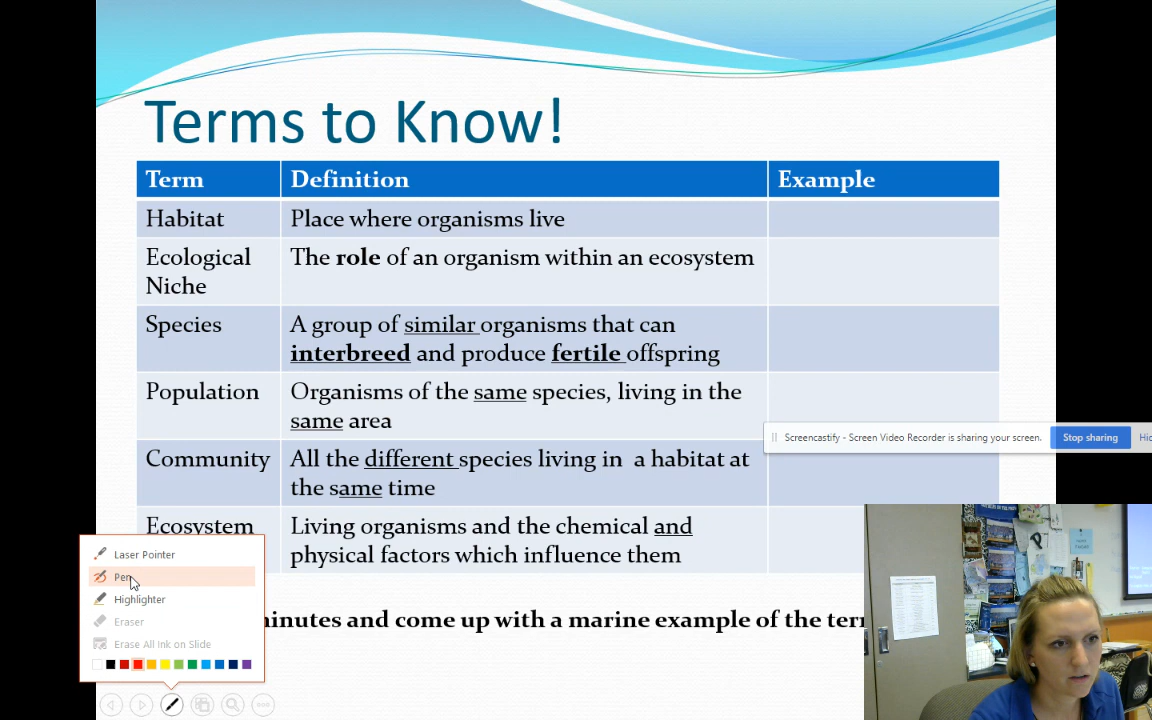 Terms to Know!
Term Definition Example
Habitat Place where organisms live
Ecological The role of an organism within an ecosystem
Niche
Species A group of similar organisms that can
interbreed and produce fertile offspring
Population Organisms of the same species, living in the
same area
Screencastify - Screen Video Recorder is sharing your screen. Stop sharing
Community All the different species living in a habitat at
the same time
Ecosystem Living organisms and the chemical and
physical factors which influence them
Laser Pointer
Pen
Highlighter
Eraser
Erase All Ink on Slide
minutes and come up with a marine example of the